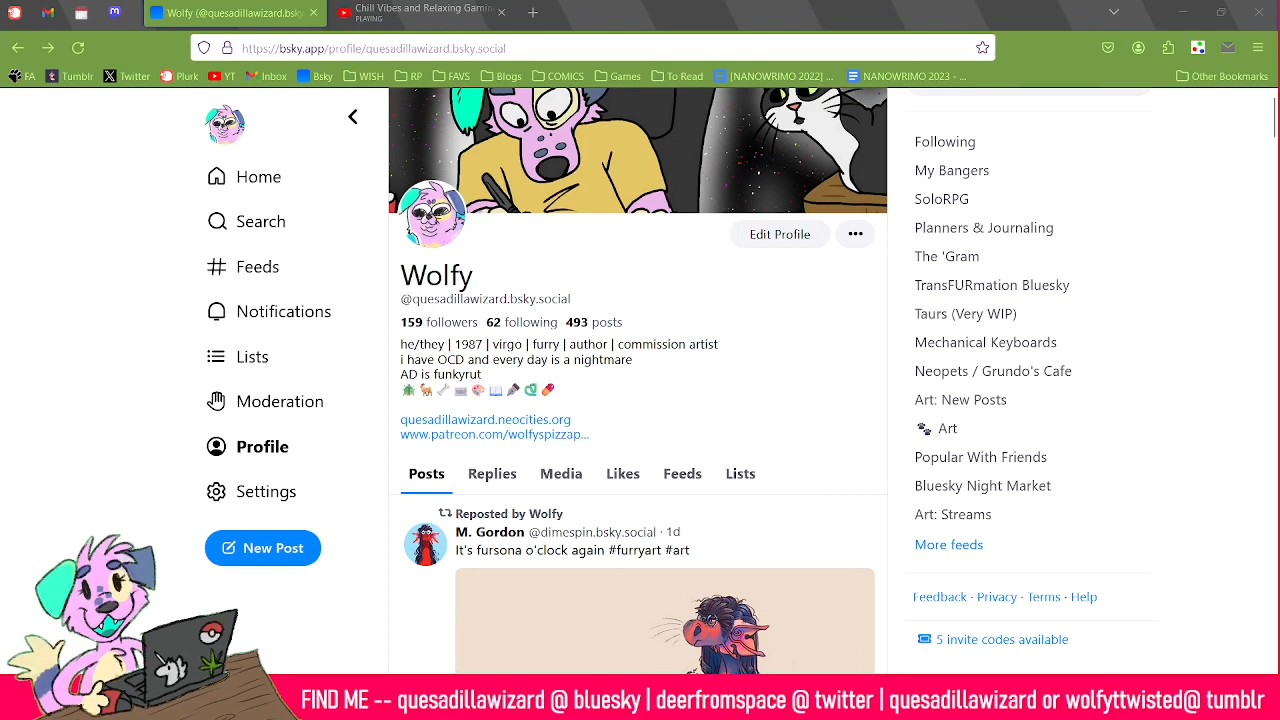 Wolfy (@quesadillawizard.bsky
Chill Vibes and Relaxing Gamin
PLAYING
https://bsky.app/profile/quesadillawizard.bsky.social
FA
Tumblr
Twitter
Plurk
YT
Inbox
Bsky
WISH
RP
FAVS
Blogs
COMICS
Games
To Read
[NANOWRIMO 2022] ...
NANOWRIMO 2023 - ...
Other Bookmarks
Home
Search
Feeds
Notifications
Lists
Moderation
Profile
Settings
New Post
Edit Profile
Wolfy
@quesadillawizard.bsky.social
159 followers 62 following 493 posts
he/they | 1987 | virgo | furry | author | commission artist
i have OCD and every day is a nightmare
AD is funkyrut
quesadillawizard.neocities.org
www.patreon.com/wolfyspizzap...
Posts Replies Media Likes Feeds Lists
Reposted by Wolfy
M. Gordon @dimespin.bsky.social · 1d
It's fursona o'clock again #furryart #art
Following
My Bangers
SoloRPG
Planners & Journaling
The 'Gram
TransFURmation Bluesky
Taurs (Very WIP)
Mechanical Keyboards
Neopets / Grundo's Cafe
Art: New Posts
🐾 Art
Popular With Friends
Bluesky Night Market
Art: Streams
More feeds
Feedback · Privacy · Terms · Help
5 invite codes available
FIND ME -- quesadillawizard @ bluesky | deerfromspace @ twitter | quesadillawizard or wolfyttwisted@ tumblr